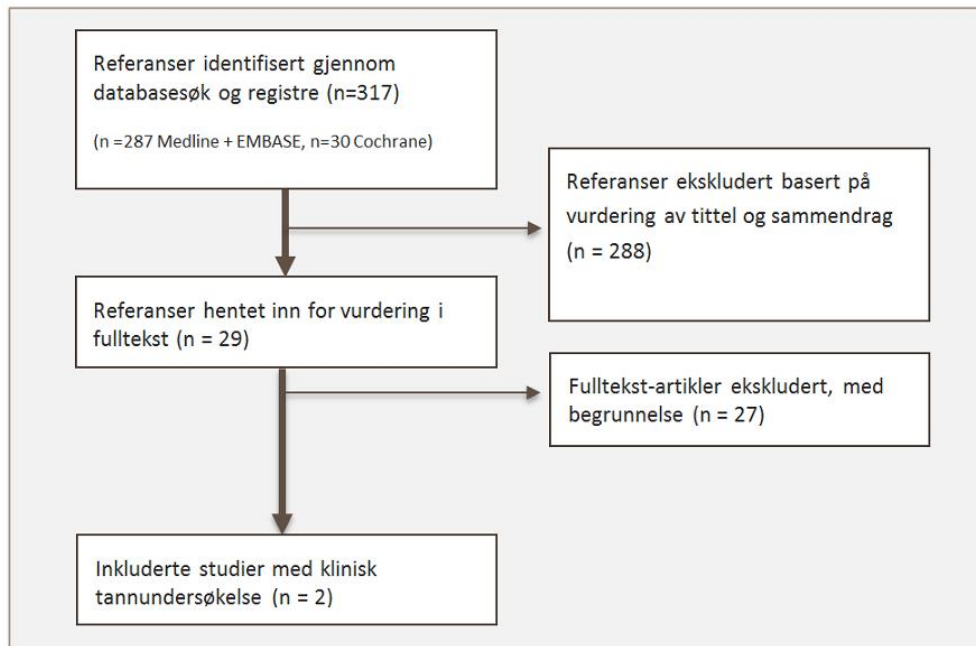 Referanser identifisert gjennom
databasesøk og registre (n=317)
(n =287 Medline + EMBASE, n=30 Cochrane)
Referanser ekskludert basert på
vurdering av tittel og sammendrag
(n = 288)
Referanser hentet inn for vurdering i
fulltekst (n = 29)
Fulltekst-artikler ekskludert, med
begrunnelse (n = 27)
Inkluderte studier med klinisk
tannundersøkelse (n = 2)